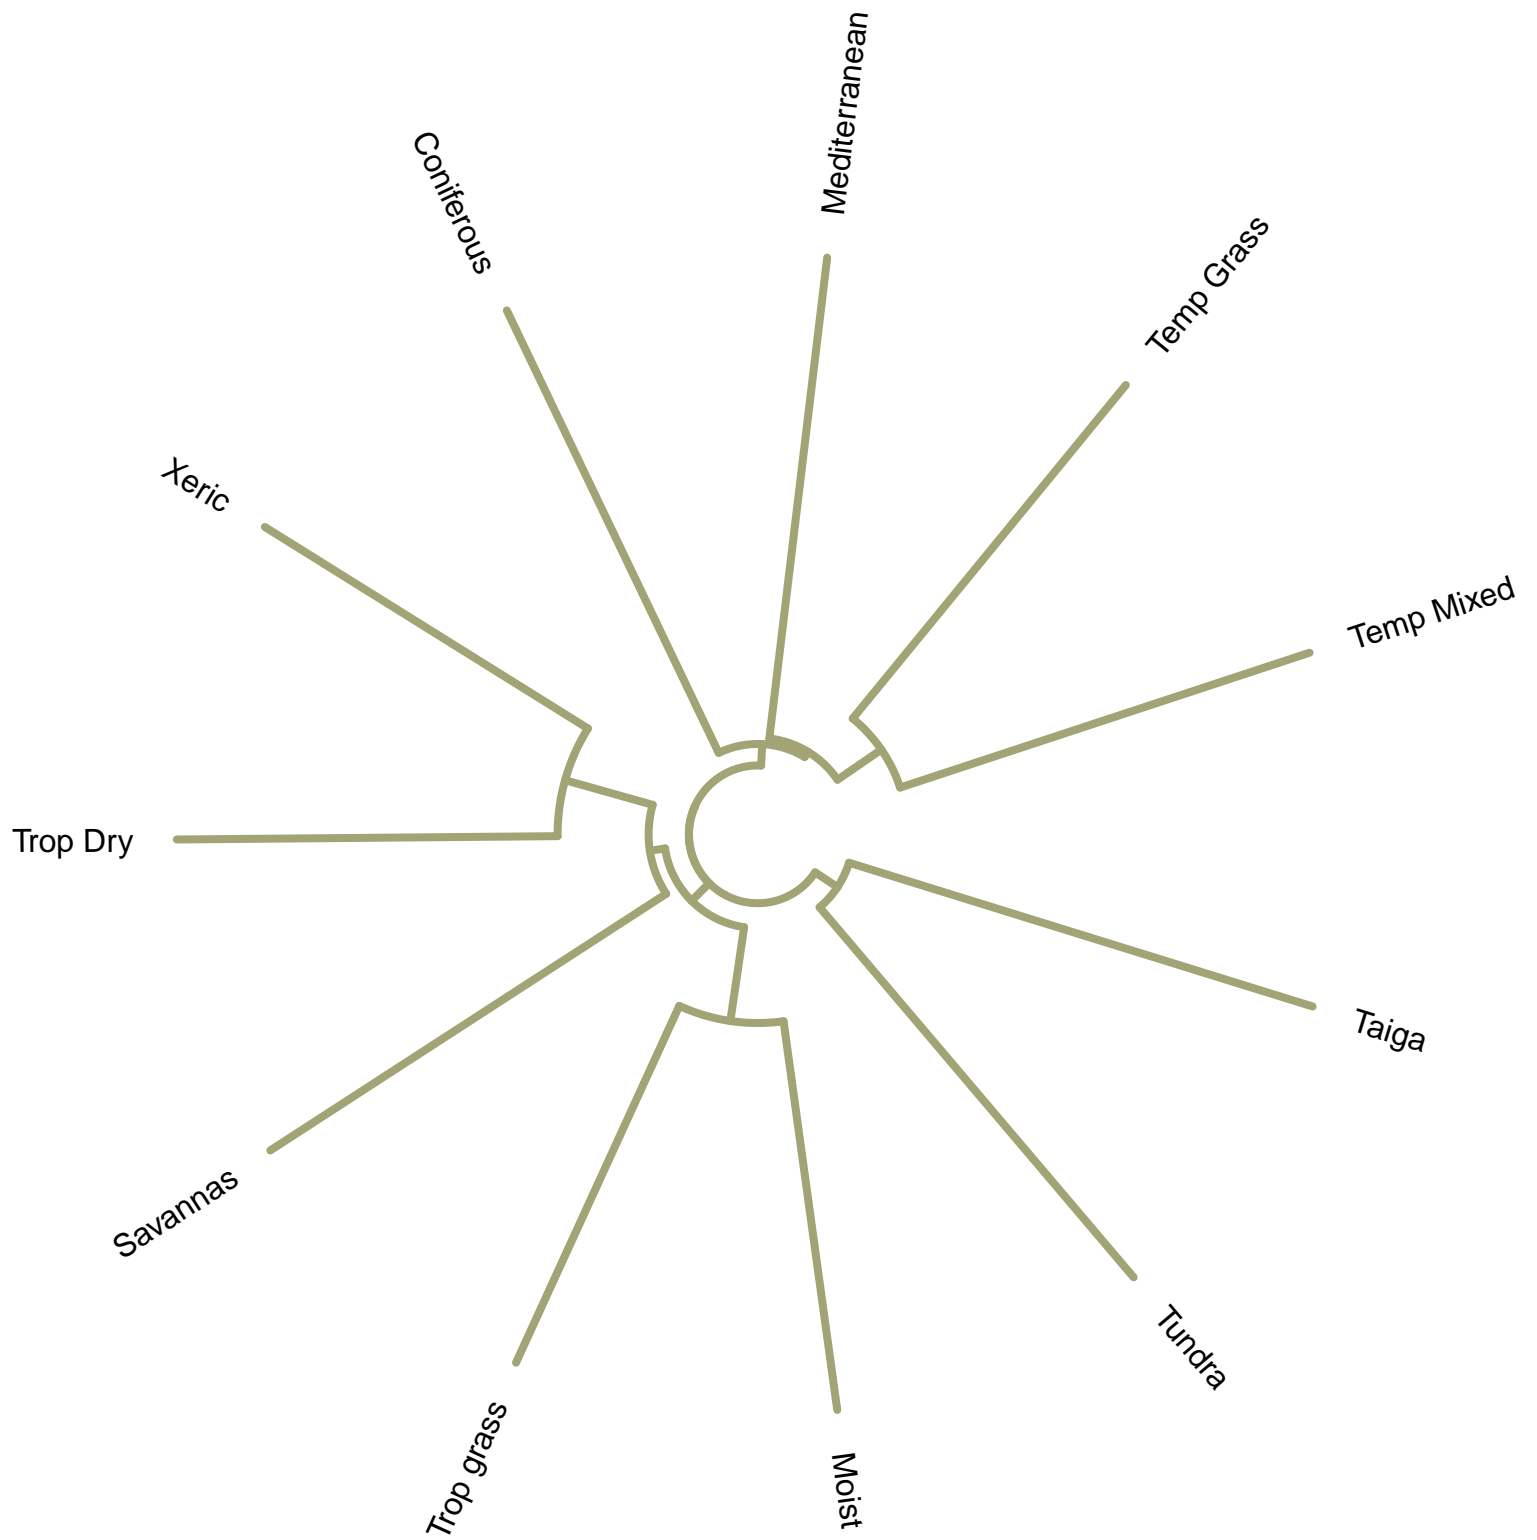 Mediterranean
Coniferous
Temp Grass
Xeric
Temp Mixed
Trop Dry
Taiga
Savannas
Tundra
Trop grass
Moist